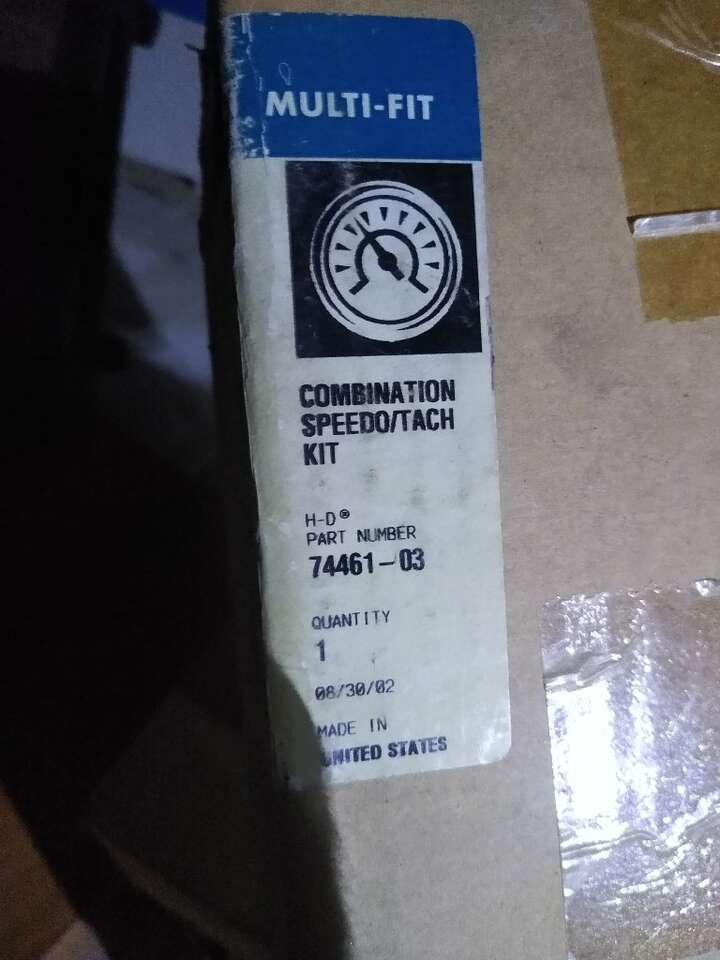 MULTI-FIT
COMBINATION
SPEEDO/TACH
KIT
H-D®
PART NUMBER
74461-03
QUANTITY
1
08/30/02
MADE IN
UNITED STATES